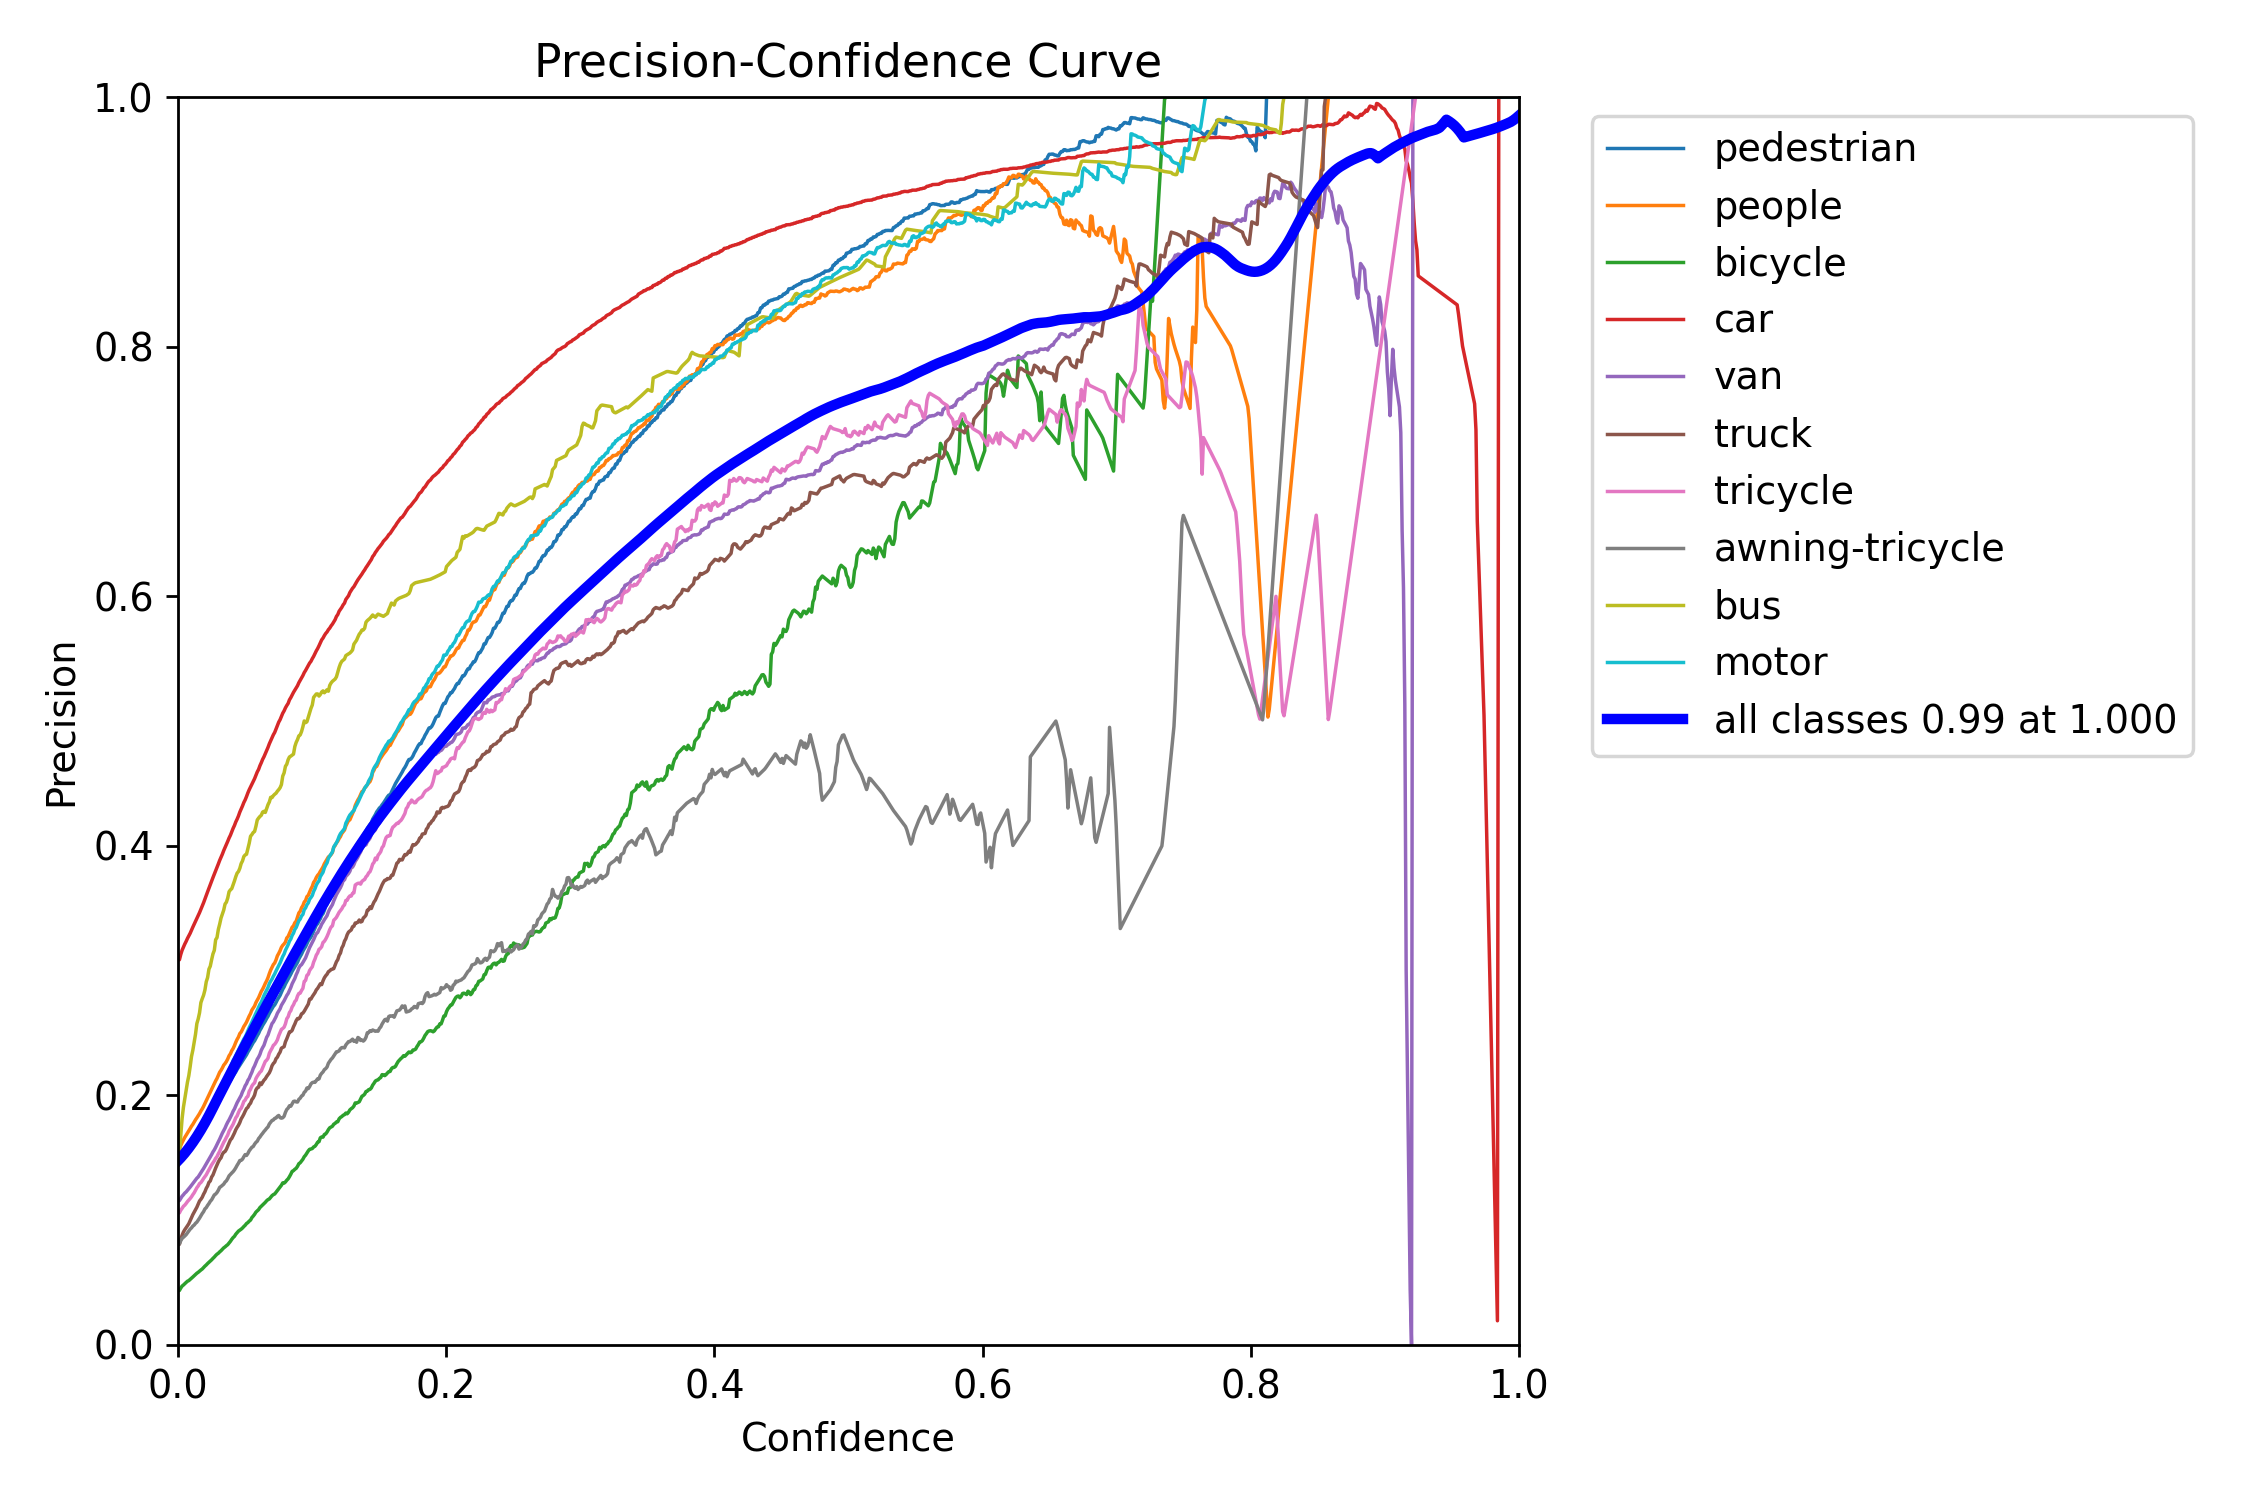 Precision-Confidence Curve
1.0
0.8
0.6
0.4
0.2
0.0
Precision
0.0 0.2 0.4 0.6 0.8 1.0
Confidence
pedestrian
people
bicycle
car
van
truck
tricycle
awning-tricycle
bus
motor
all classes 0.99 at 1.000